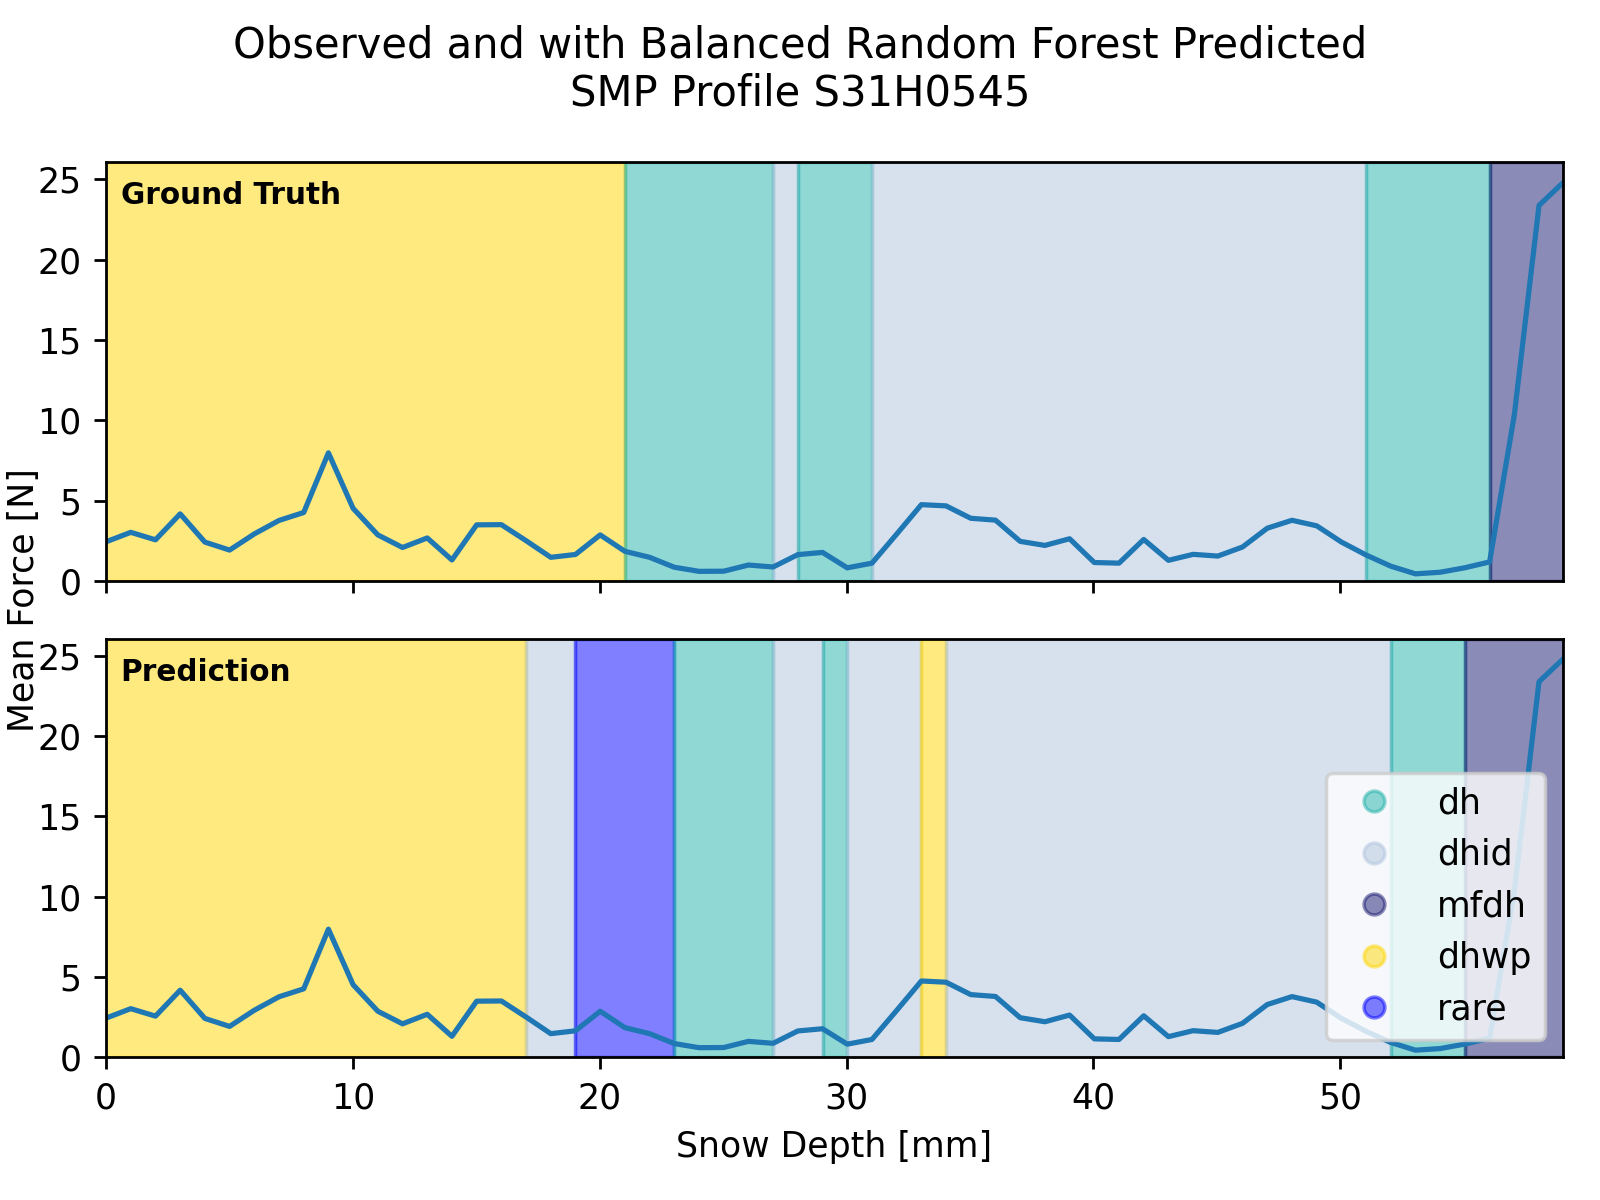 Observed and with Balanced Random Forest Predicted
SMP Profile S31H0545
Mean Force [N]
25
20
15
10
5
0
Ground Truth
25
20
15
10
5
0
Prediction
dh
dhid
mfdh
dhwp
rare
0 10 20 30 40 50
Snow Depth [mm]